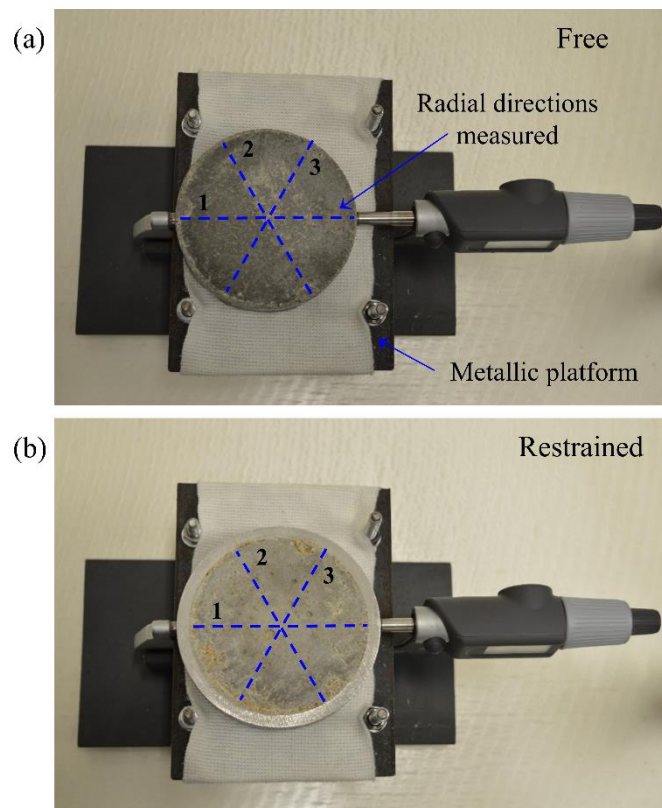 (a)
Free
Radial directions
measured
2
3
1
Metallic platform
(b)
Restrained
2
3
1